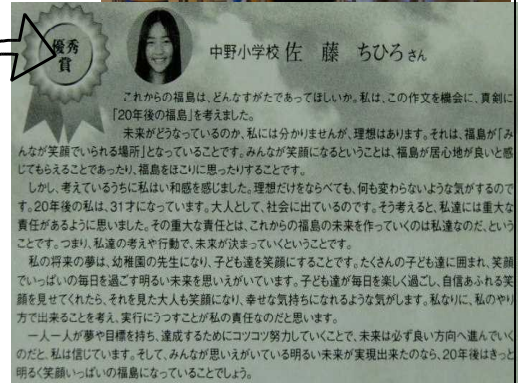 優秀
賞
中野小学校 佐藤 ちひろさん
これからの福島は、どんなすがたであってほしいか。私は、この作文を機会に、真剣に
「20年後の福島」を考えました。
未来がどうなっているのか、私には分かりませんが、理想はあります。それは、福島が「み
んなが笑顔でいられる場所」となっていることです。みんなが笑顔になるということは、福島が居心地が良いと感
じてもらえることであったり、福島をほこりに思ったりすることです。
しかし、考えているうちに私はい和感を感じました。理想だけをならべても、何も変わらないような気がするので
す。20年後の私は、31才になっています。大人として、社会に出ているのです。そう考えると、私達には重大な
責任があるように思いました。その重大な責任とは、これからの福島の未来を作っていくのは私達なのだ、という
ことです。つまり、私達の考えや行動で、未来が決まっていくということです。
私の将来の夢は、幼稚園の先生になり、子ども達を笑顔にすることです。たくさんの子ども達に囲まれ、笑顔
でいっぱいの毎日を過ごす明るい未来を思いえがいています。子ども達が毎日を楽しく過ごし、自信あふれる笑
顔を見せてくれたら、それを見た大人も笑顔になり、幸せな気持ちになれるような気がします。私なりに、私のやり
方で出来ることを考え、実行にうつすことが私の責任なのだと思います。
一人一人が夢や目標を持ち、達成するためにコツコツ努力していくことで、未来は必ず良い方向へ進んでいく
のだと、私は信じています。そして、みんなが思いえがいている明るい未来が実現出来たのなら、20年後はきっと
明るく笑顔いっぱいの福島になっていることでしょう。